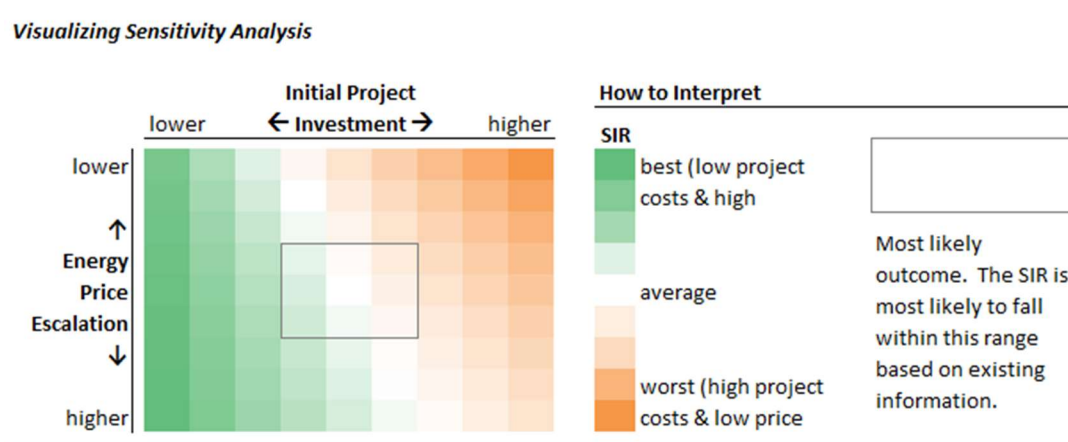 Visualizing Sensitivity Analysis
Initial Project
lower ← Investment → higher
lower
↑
Energy
Price
Escalation
↓
higher
How to Interpret
SIR
best (low project
costs & high
average
worst (high project
costs & low price
Most likely
outcome. The SIR is
most likely to fall
within this range
based on existing
information.